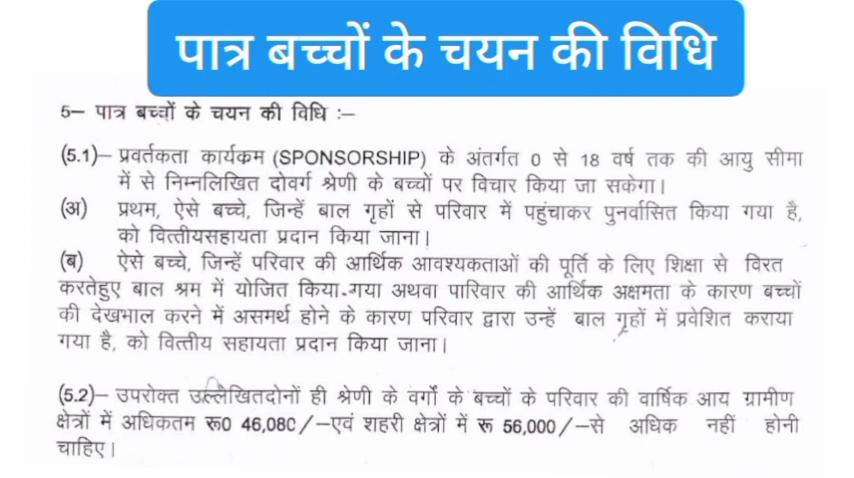 पात्र बच्चों के चयन की विधि
5– पात्र बच्चों के चयन की विधि :–
(5.1)– प्रवर्तकता कार्यक्रम (SPONSORSHIP) के अंतर्गत 0 से 18 वर्ष तक की आयु सीमा
में से निम्नलिखित दोवर्ग श्रेणी के बच्चों पर विचार किया जा सकेगा।
(अ) प्रथम, ऐसे बच्चे, जिन्हें बाल गृहों से परिवार में पहुंचाकर पुनर्वासित किया गया है,
को वित्तीयसहायता प्रदान किया जाना।
(ब) ऐसे बच्चे, जिन्हें परिवार की आर्थिक आवश्यकताओं की पूर्ति के लिए शिक्षा से विरत
करतेहुए बाल श्रम में योजित किया-गया अथवा पारिवार की आर्थिक अक्षमता के कारण बच्चों
की देखभाल करने में असमर्थ होने के कारण परिवार द्वारा उन्हें बाल गृहों में प्रवेशित कराया
गया है, को वित्तीय सहायता प्रदान किया जाना।
(5.2)– उपरोक्त उल्लेखितदोनों ही श्रेणी के वर्गो के बच्चों के परिवार की वार्षिक आय ग्रामीण
क्षेत्रों में अधिकतम रू0 46,080/–एवं शहरी क्षेत्रों में रू 56,000/–से अधिक नहीं होनी
चाहिए।